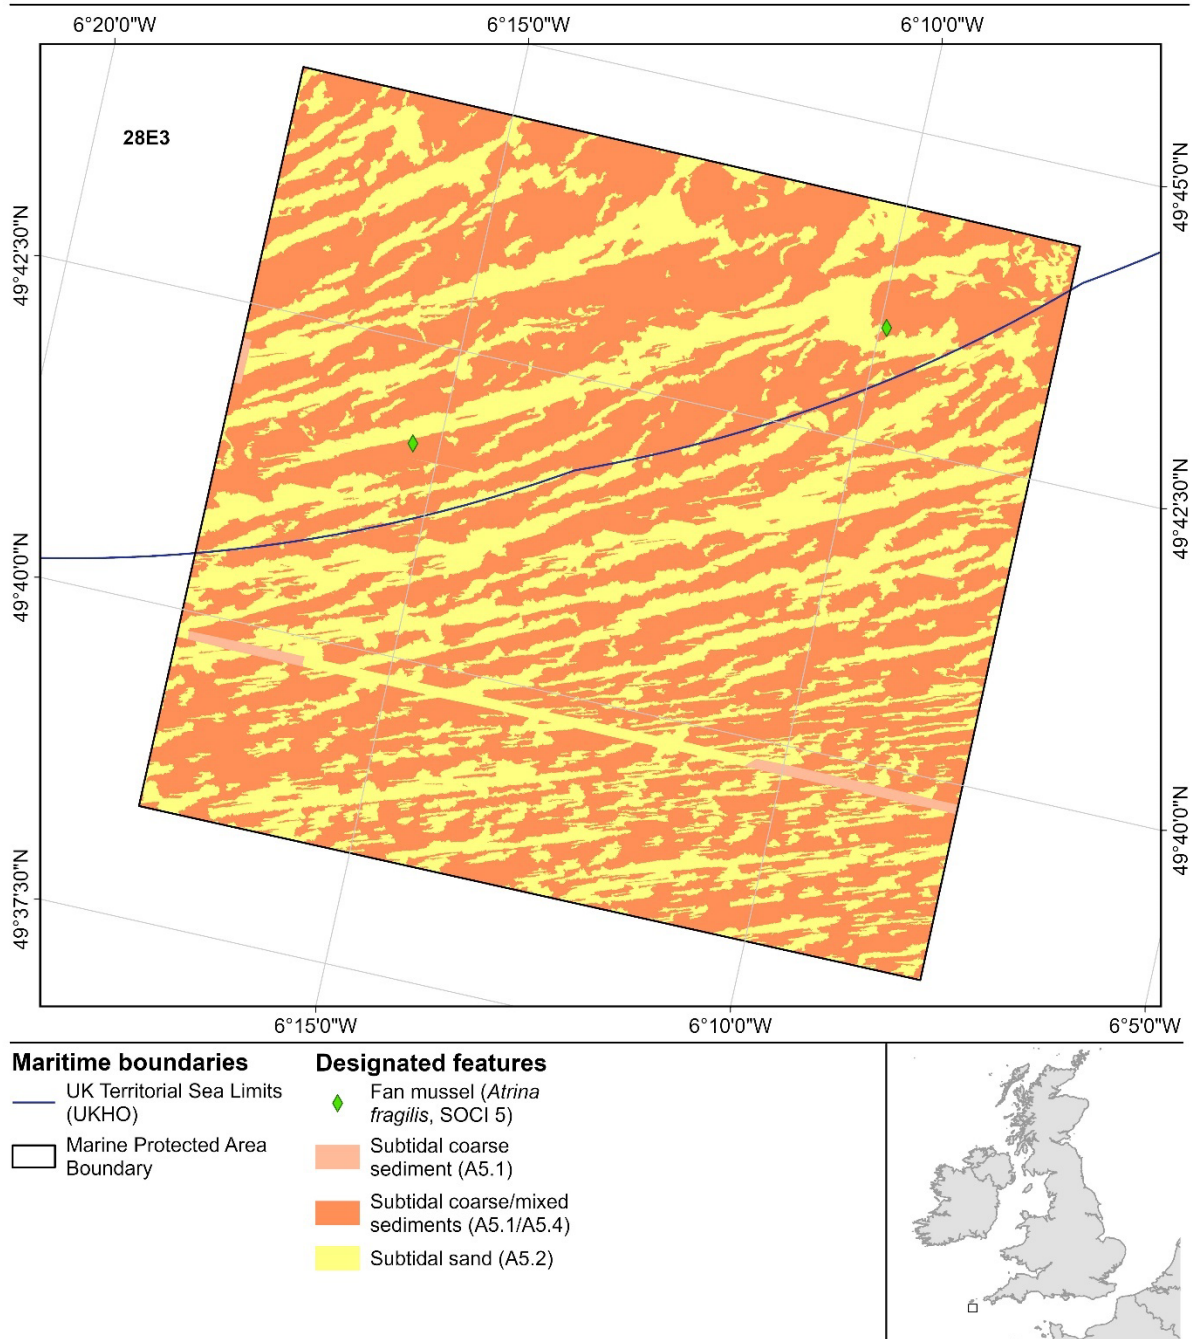 6°20'0"W
6°15'0"W
6°10'0"W
28E3
49°45'0"N
49°42'30"N
49°42'30"N
49°40'0"N
49°40'0"N
49°37'30"N
6°15'0"W
6°10'0"W
6°5'0"W
Maritime boundaries
UK Territorial Sea Limits
(UKHO)
Marine Protected Area
Boundary
Designated features
Fan mussel (Atrina
fragilis, SOCI 5)
Subtidal coarse
sediment (A5.1)
Subtidal coarse/mixed
sediments (A5.1/A5.4)
Subtidal sand (A5.2)